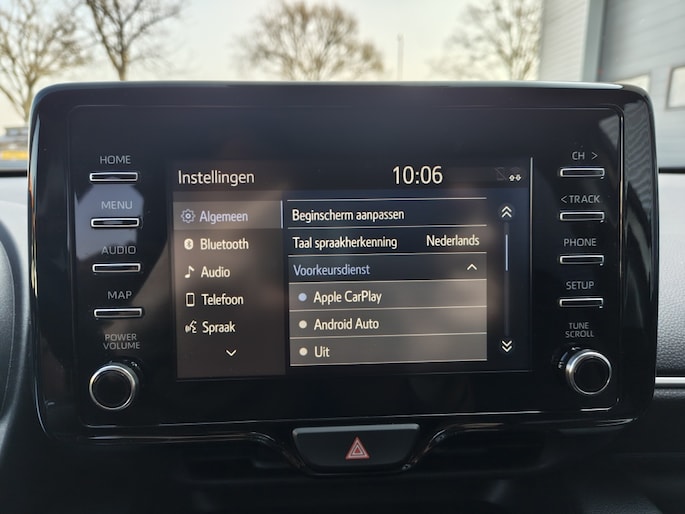 HOME
MENU
AUDIO
MAP
POWER
VOLUME
Instellingen
10:06
Algemeen
Bluetooth
Audio
Telefoon
Spraak
Beginscherm aanpassen
Taal spraakherkenning Nederlands
Voorkeursdienst
Apple CarPlay
Android Auto
Uit
CH >
< TRACK
PHONE
SETUP
TUNE
SCROLL